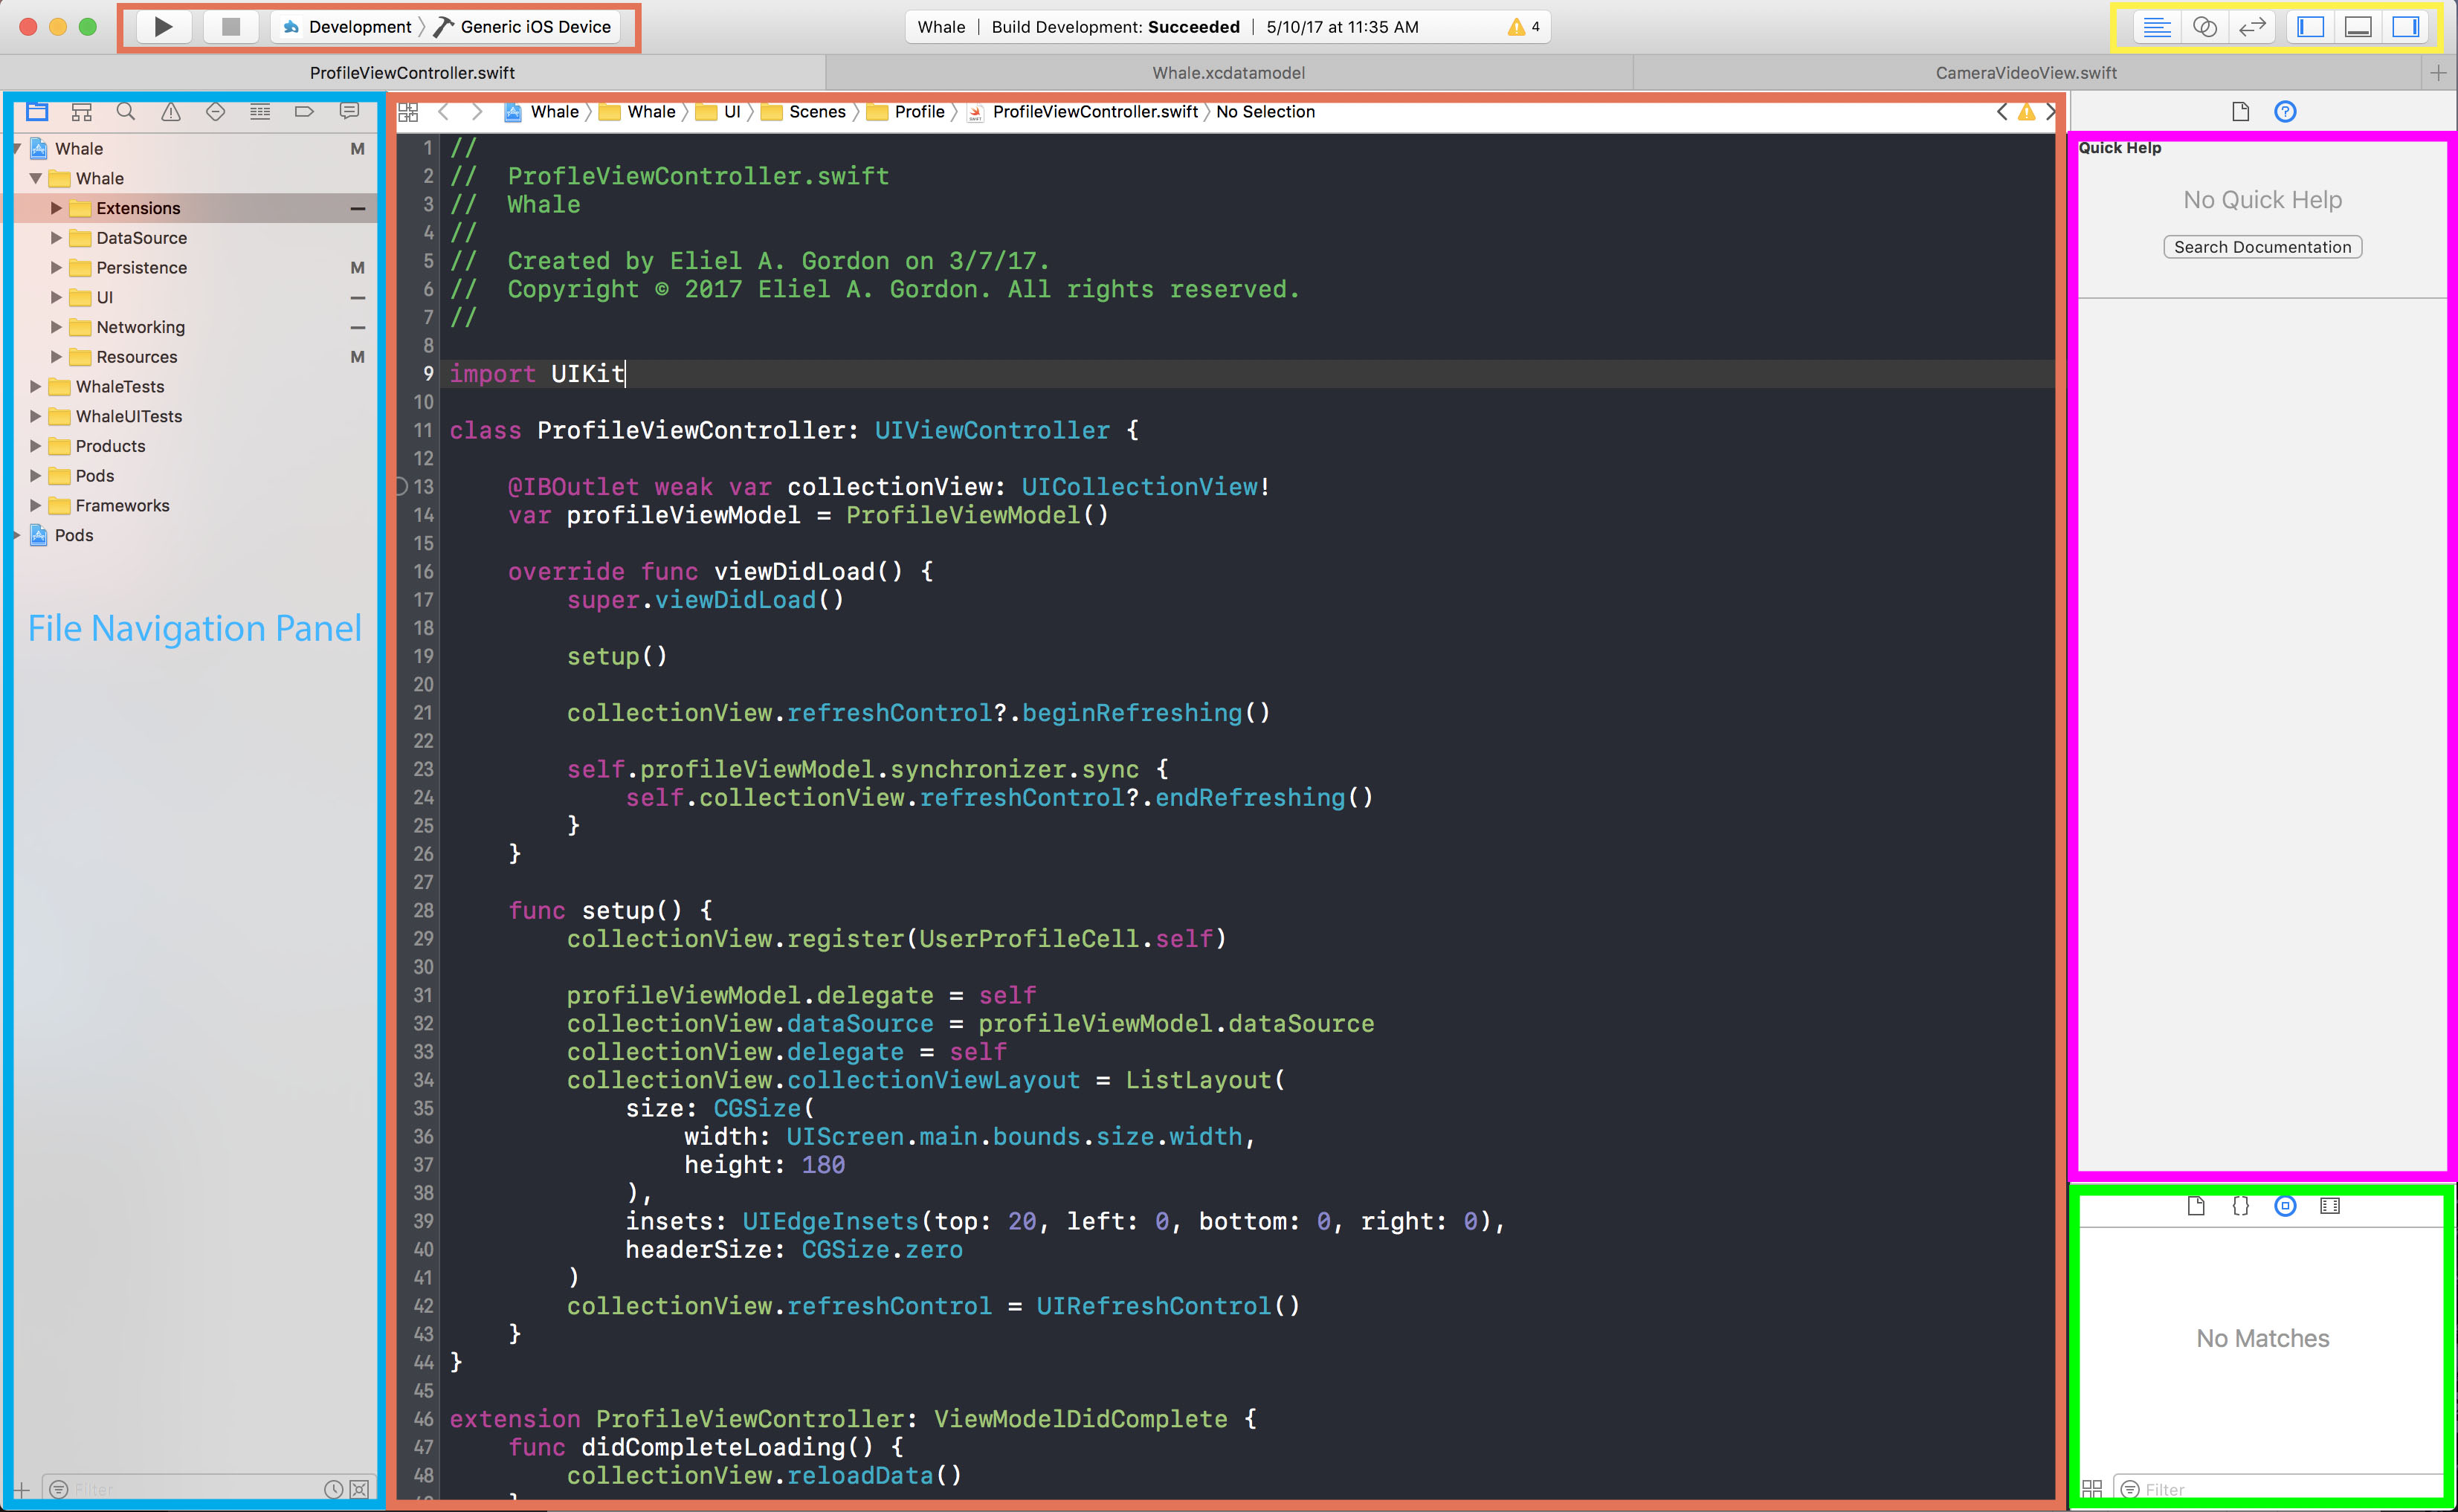 Development 〉 Generic iOS Device
Whale | Build Development: Succeeded | 5/10/17 at 11:35 AM 4
ProfileViewController.swift
Whale.xcdatamodel
CameraVideoView.swift
Whale M
Whale
Extensions –
DataSource
Persistence M
UI –
Networking –
Resources M
WhaleTests
WhaleUITests
Products
Pods
Frameworks
Pods
File Navigation Panel
Filter
Whale 〉 Whale 〉 UI 〉 Scenes 〉 Profile 〉 ProfileViewController.swift 〉 No Selection
1 //
2 //  ProfleViewController.swift
3 //  Whale
4 //
5 //  Created by Eliel A. Gordon on 3/7/17.
6 //  Copyright © 2017 Eliel A. Gordon. All rights reserved.
7 //
8
9 import UIKit
10
11 class ProfileViewController: UIViewController {
12
13     @IBOutlet weak var collectionView: UICollectionView!
14     var profileViewModel = ProfileViewModel()
15
16     override func viewDidLoad() {
17         super.viewDidLoad()
18
19         setup()
20
21         collectionView.refreshControl?.beginRefreshing()
22
23         self.profileViewModel.synchronizer.sync {
24             self.collectionView.refreshControl?.endRefreshing()
25         }
26     }
27
28     func setup() {
29         collectionView.register(UserProfileCell.self)
30
31         profileViewModel.delegate = self
32         collectionView.dataSource = profileViewModel.dataSource
33         collectionView.delegate = self
34         collectionView.collectionViewLayout = ListLayout(
35             size: CGSize(
36                 width: UIScreen.main.bounds.size.width,
37                 height: 180
38             ),
39             insets: UIEdgeInsets(top: 20, left: 0, bottom: 0, right: 0),
40             headerSize: CGSize.zero
41         )
42         collectionView.refreshControl = UIRefreshControl()
43     }
44 }
45
46 extension ProfileViewController: ViewModelDidComplete {
47     func didCompleteLoading() {
48         collectionView.reloadData()
Quick Help
No Quick Help
Search Documentation
{}
No Matches
Filter